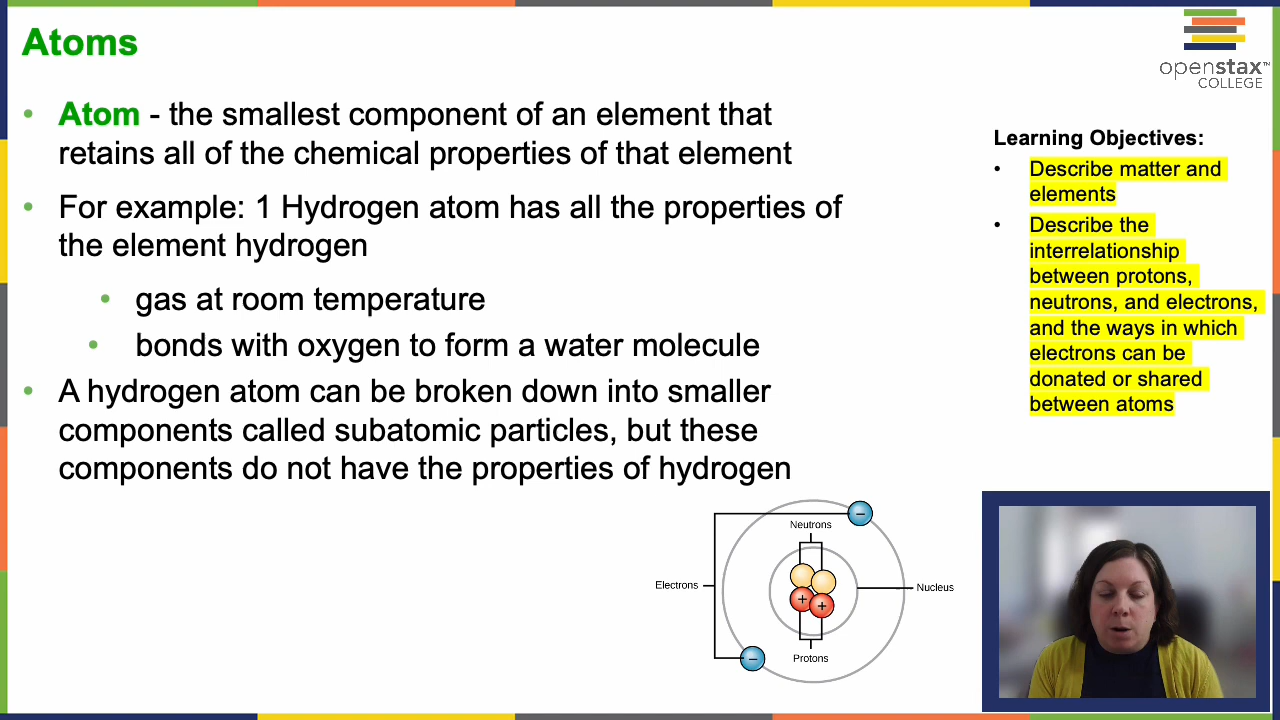 Atoms
openstax™
COLLEGE
• Atom - the smallest component of an element that
retains all of the chemical properties of that element
• For example: 1 Hydrogen atom has all the properties of
the element hydrogen
• gas at room temperature
• bonds with oxygen to form a water molecule
• A hydrogen atom can be broken down into smaller
components called subatomic particles, but these
components do not have the properties of hydrogen
Learning Objectives:
• Describe matter and
elements
• Describe the
interrelationship
between protons,
neutrons, and electrons,
and the ways in which
electrons can be
donated or shared
between atoms
−
Neutrons
Electrons
Nucleus
+
+
−
Protons